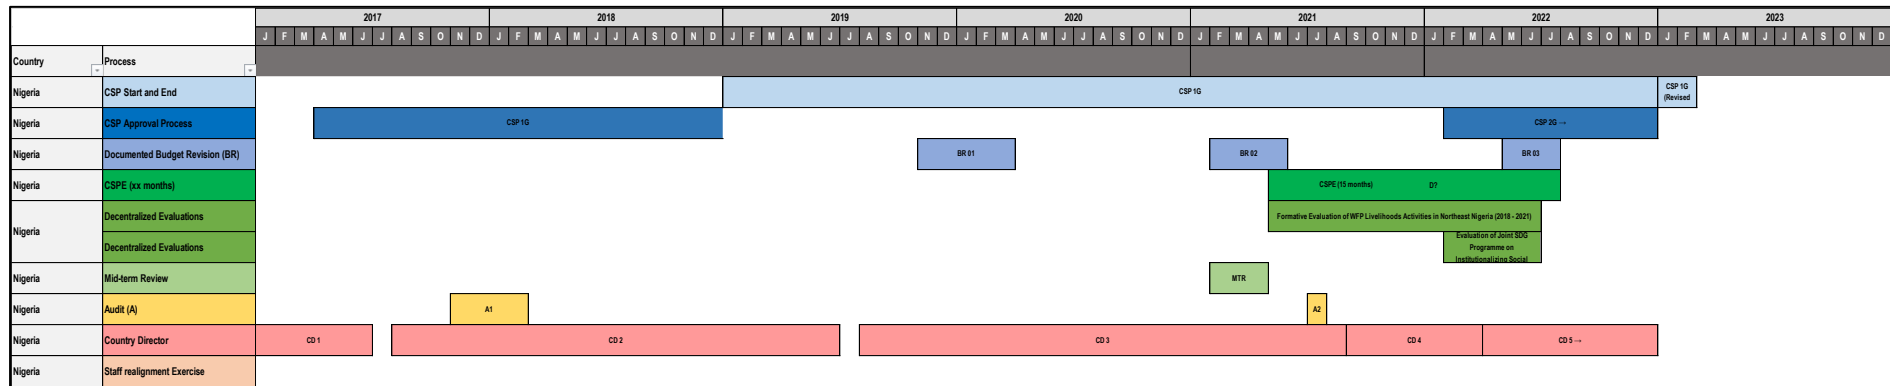 2017 2018 2019 2020 2021 2022 2023
J F M A M J J A S O N D J F M A M J J A S O N D J F M A M J J A S O N D J F M A M J J A S O N D J F M A M J J A S O N D J F M A M J J A S O N D J F M A M J J A S O N D
Country Process
Nigeria CSP Start and End CSP 1G CSP 1G
(Revised
Nigeria CSP Approval Process CSP 1G CSP 2G →
Nigeria Documented Budget Revision (BR) BR 01 BR 02 BR 03
Nigeria CSPE (xx months) CSPE (15 months) D?
Nigeria
Decentralized Evaluations Formative Evaluation of WFP Livelihoods Activities in Northeast Nigeria (2018 - 2021)
Decentralized Evaluations
Evaluation of Joint SDG
Programme on
Institutionalizing Social
Nigeria Mid-term Review MTR
Nigeria Audit (A) A1 A2
Nigeria Country Director CD 1 CD 2 CD 3 CD 4 CD 5 →
Nigeria Staff realignment Exercise